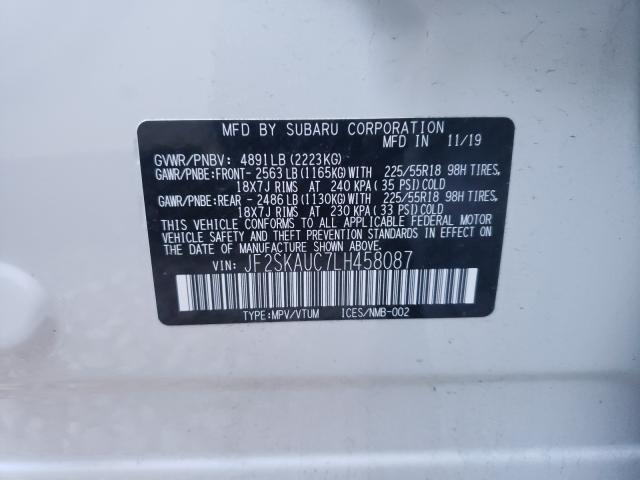 MFD BY SUBARU CORPORATION
MFD IN 11/19
GVWR/PNBV: 4891LB(2223KG)
GAWR/PNBE:FRONT- 2563LB(1165KG)WITH 225/55R18 98H TIRES,
18X7J RIMS AT 240 KPA(35 PSI)COLD
GAWR/PNBE:REAR - 2486LB(1130KG)WITH 225/55R18 98H TIRES,
18X7J RIMS AT 230 KPA(33 PSI)COLD
THIS VEHICLE CONFORMS TO ALL APPLICABLE FEDERAL MOTOR
VEHICLE SAFETY AND THEFT PREVENTION STANDARDS IN EFFECT ON
THE DATE OF MANUFACTURE SHOWN ABOVE.
VIN: JF2SKAUC7LH458087
TYPE:MPV/VTUM ICES/NMB-002